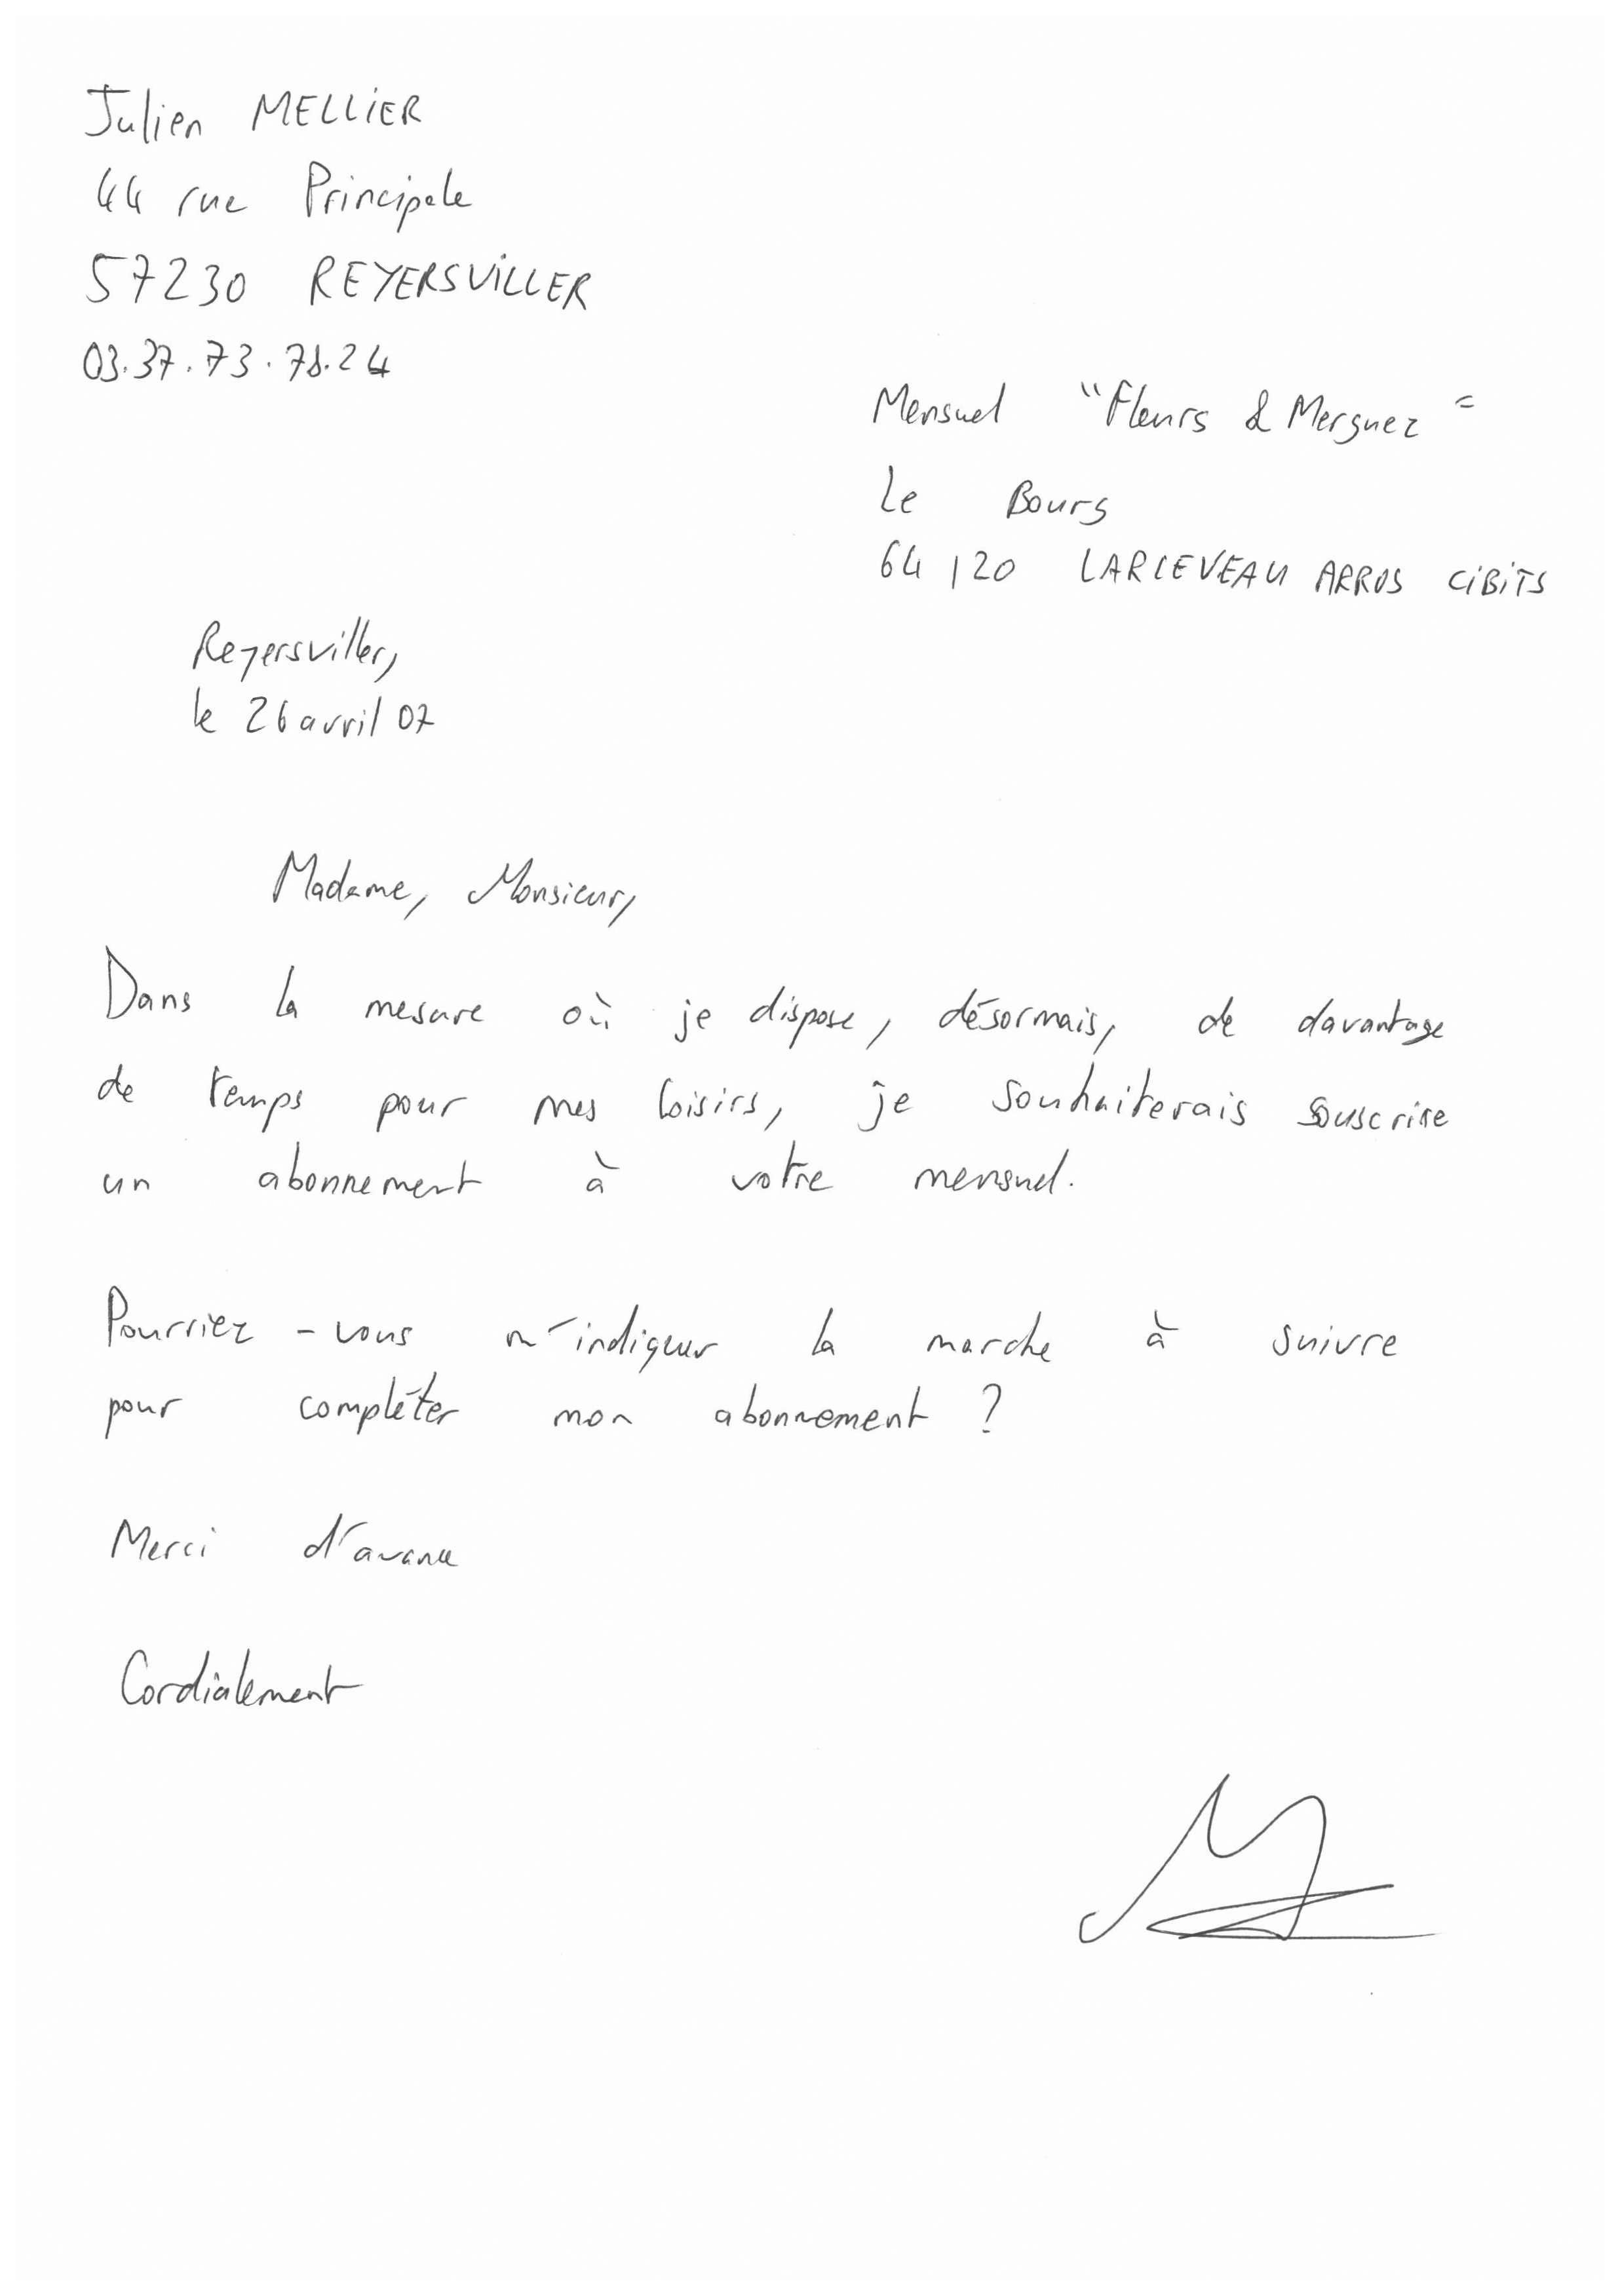 Julien MELLIER
44 rue Principale
57230 REYERSVILLER
03.37.73.78.24
Mensuel "Fleurs & Merguez"
Le Bourg
64120 LARCEVEAU ARROS CIBITS
Reyersviller,
le 26 avril 07
Madame, Monsieur,
Dans la mesure où je dispose, désormais, de davantage
de temps pour mes loisirs, je souhaiterais souscrire
un abonnement à votre mensuel.
Pourriez-vous m'indiquer la marche à suivre
pour compléter mon abonnement ?
Merci d'avance
Cordialement